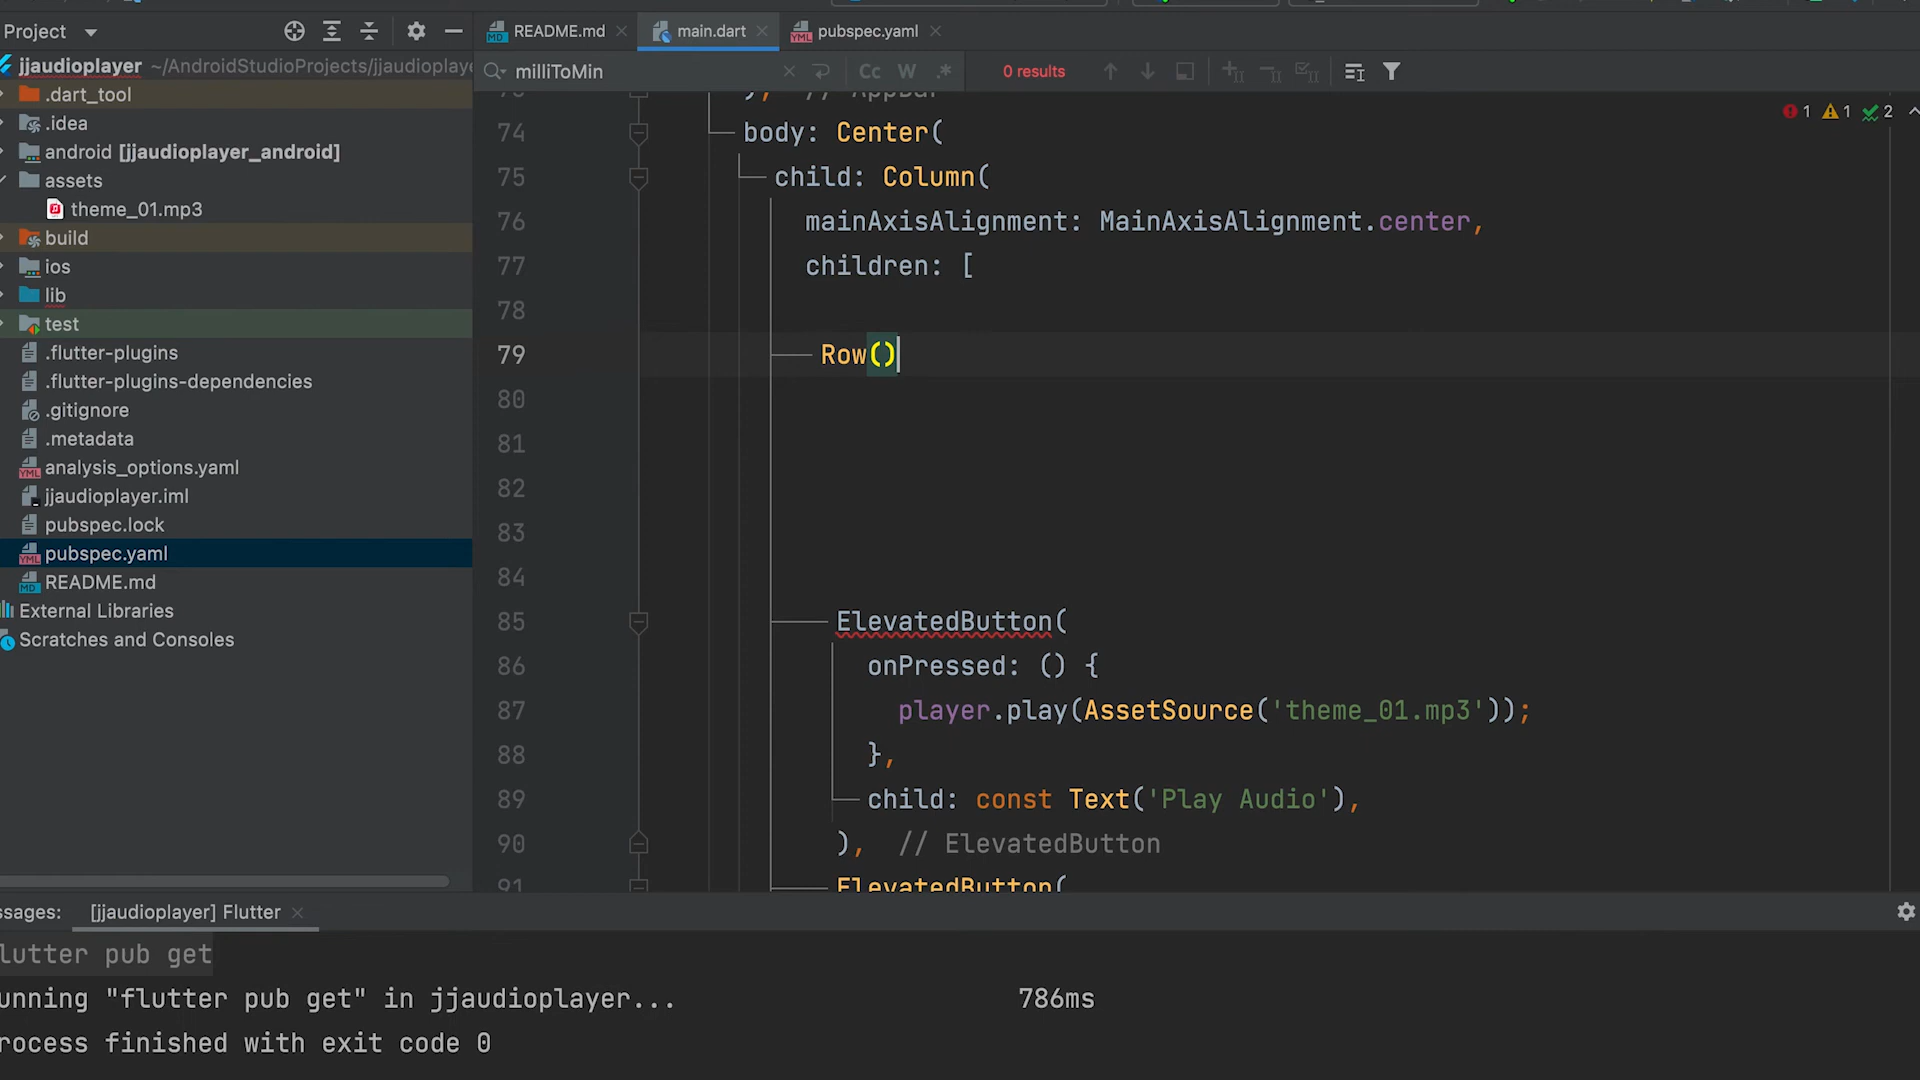 Project
README.md
main.dart
pubspec.yaml
jjaudioplayer ~/AndroidStudioProjects/jjaudioplaye
milliToMin
Cc
W
.*
0 results
.dart_tool
.idea
android [jjaudioplayer_android]
assets
theme_01.mp3
build
ios
lib
test
.flutter-plugins
.flutter-plugins-dependencies
.gitignore
.metadata
analysis_options.yaml
jjaudioplayer.iml
pubspec.lock
pubspec.yaml
README.md
External Libraries
Scratches and Consoles
), // AppBar
1 1 2
74 body: Center(
75 child: Column(
76 mainAxisAlignment: MainAxisAlignment.center,
77 children: [
78
79 Row()
80
81
82
83
84
85 ElevatedButton(
86 onPressed: () {
87 player.play(AssetSource('theme_01.mp3'));
88 },
89 child: const Text('Play Audio'),
90 ), // ElevatedButton
91 ElevatedButton(
ssages:
[jjaudioplayer] Flutter
lutter pub get
unning "flutter pub get" in jjaudioplayer... 786ms
rocess finished with exit code 0